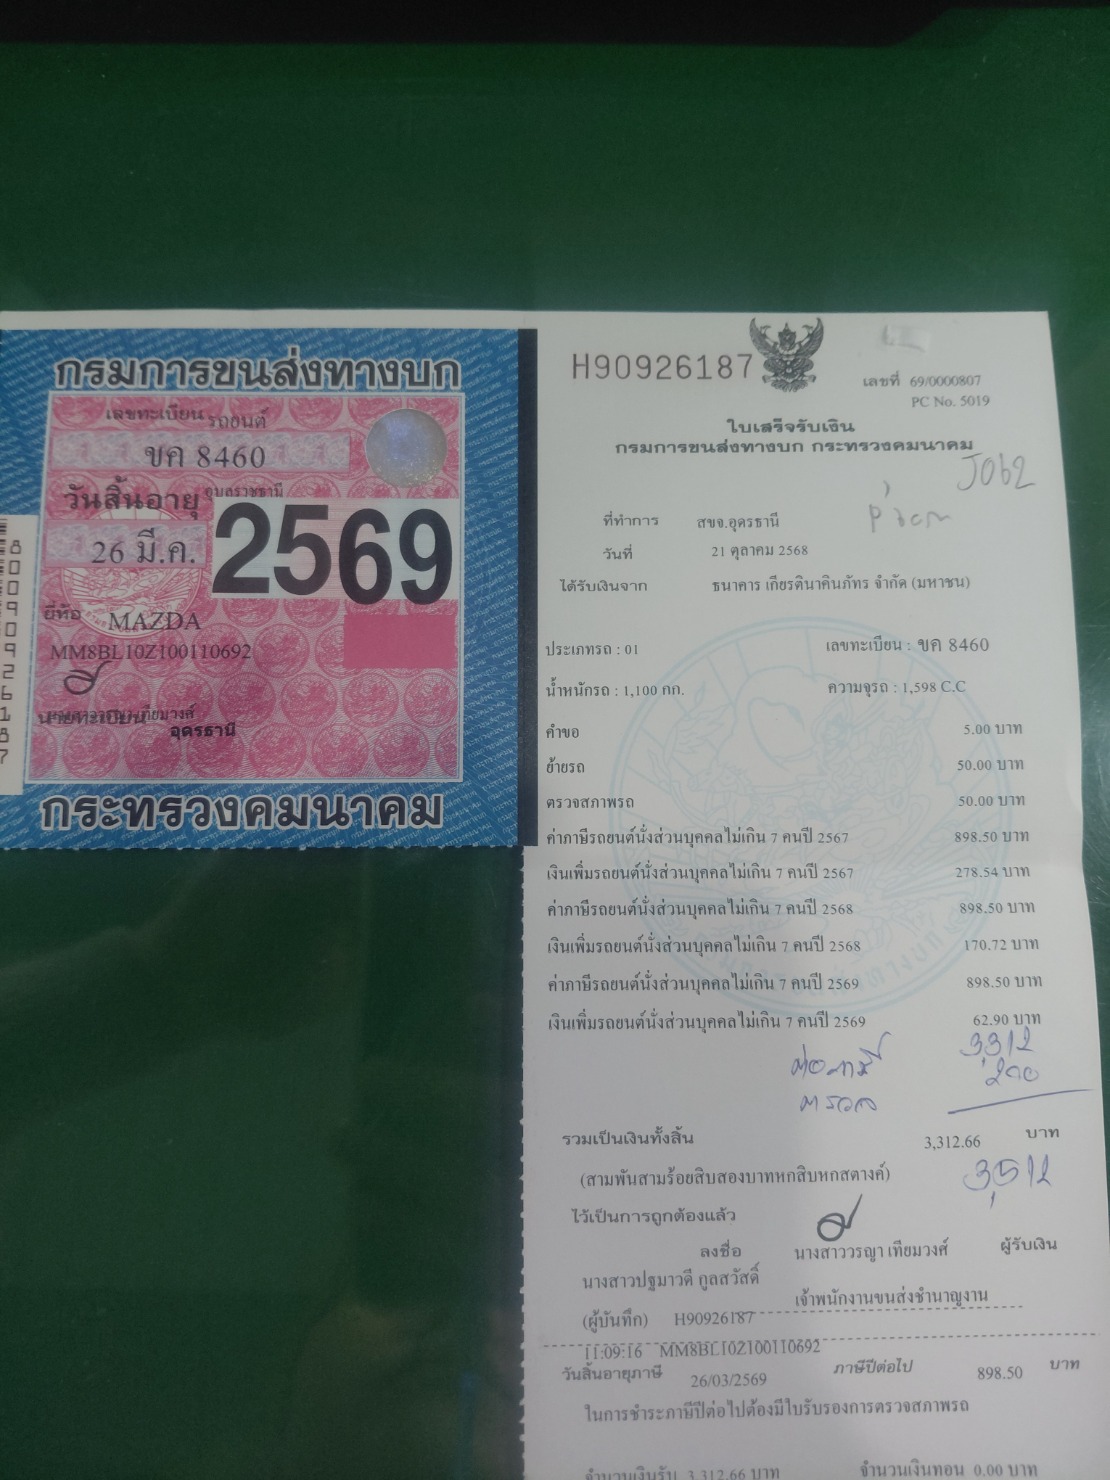 กรมการขนส่งทางบก
เลขทะเบียน รถยนต์
ขค 8460
อุบลราชธานี
วันสิ้นอายุ
26 มี.ค.
2569
ยี่ห้อ MAZDA
MM8BL10Z100110692
นายทะเบียน
อุดรธานี
กระทรวงคมนาคม
H90926187
เลขที่ 69/0000807
PC No. 5019
ใบเสร็จรับเงิน
กรมการขนส่งทางบก กระทรวงคมนาคม
J062
ที่ทำการ สขจ.อุดรธานี
วันที่ 21 ตุลาคม 2568
ได้รับเงินจาก ธนาคาร เกียรตินาคินภัทร จำกัด (มหาชน)
ประเภทรถ : 01 เลขทะเบียน : ขค 8460
น้ำหนักรถ : 1,100 กก. ความจุรถ : 1,598 C.C
คำขอ 5.00 บาท
ย้ายรถ 50.00 บาท
ตรวจสภาพรถ 50.00 บาท
ค่าภาษีรถยนต์นั่งส่วนบุคคลไม่เกิน 7 คนปี 2567 898.50 บาท
เงินเพิ่มรถยนต์นั่งส่วนบุคคลไม่เกิน 7 คนปี 2567 278.54 บาท
ค่าภาษีรถยนต์นั่งส่วนบุคคลไม่เกิน 7 คนปี 2568 898.50 บาท
เงินเพิ่มรถยนต์นั่งส่วนบุคคลไม่เกิน 7 คนปี 2568 170.72 บาท
ค่าภาษีรถยนต์นั่งส่วนบุคคลไม่เกิน 7 คนปี 2569 898.50 บาท
เงินเพิ่มรถยนต์นั่งส่วนบุคคลไม่เกิน 7 คนปี 2569 62.90 บาท
ต่อภาษี 3,312
ตรวจ 200
รวมเป็นเงินทั้งสิ้น 3,312.66 บาท
(สามพันสามร้อยสิบสองบาทหกสิบหกสตางค์) 3,512
ไว้เป็นการถูกต้องแล้ว
ลงชื่อ นางสาววรญา เทียมวงศ์ ผู้รับเงิน
นางสาวปฐมาวดี กูลสวัสดิ์
เจ้าพนักงานขนส่งชำนาญงาน
(ผู้บันทึก) H90926187
11:09:16 MM8BL10Z100110692
วันสิ้นอายุภาษี 26/03/2569 ภาษีปีต่อไป 898.50 บาท
ในการชำระภาษีปีต่อไปต้องมีใบรับรองการตรวจสภาพรถ
จำนวนเงินรับ 3,312.66 บาท จำนวนเงินทอน 0.00 บาท